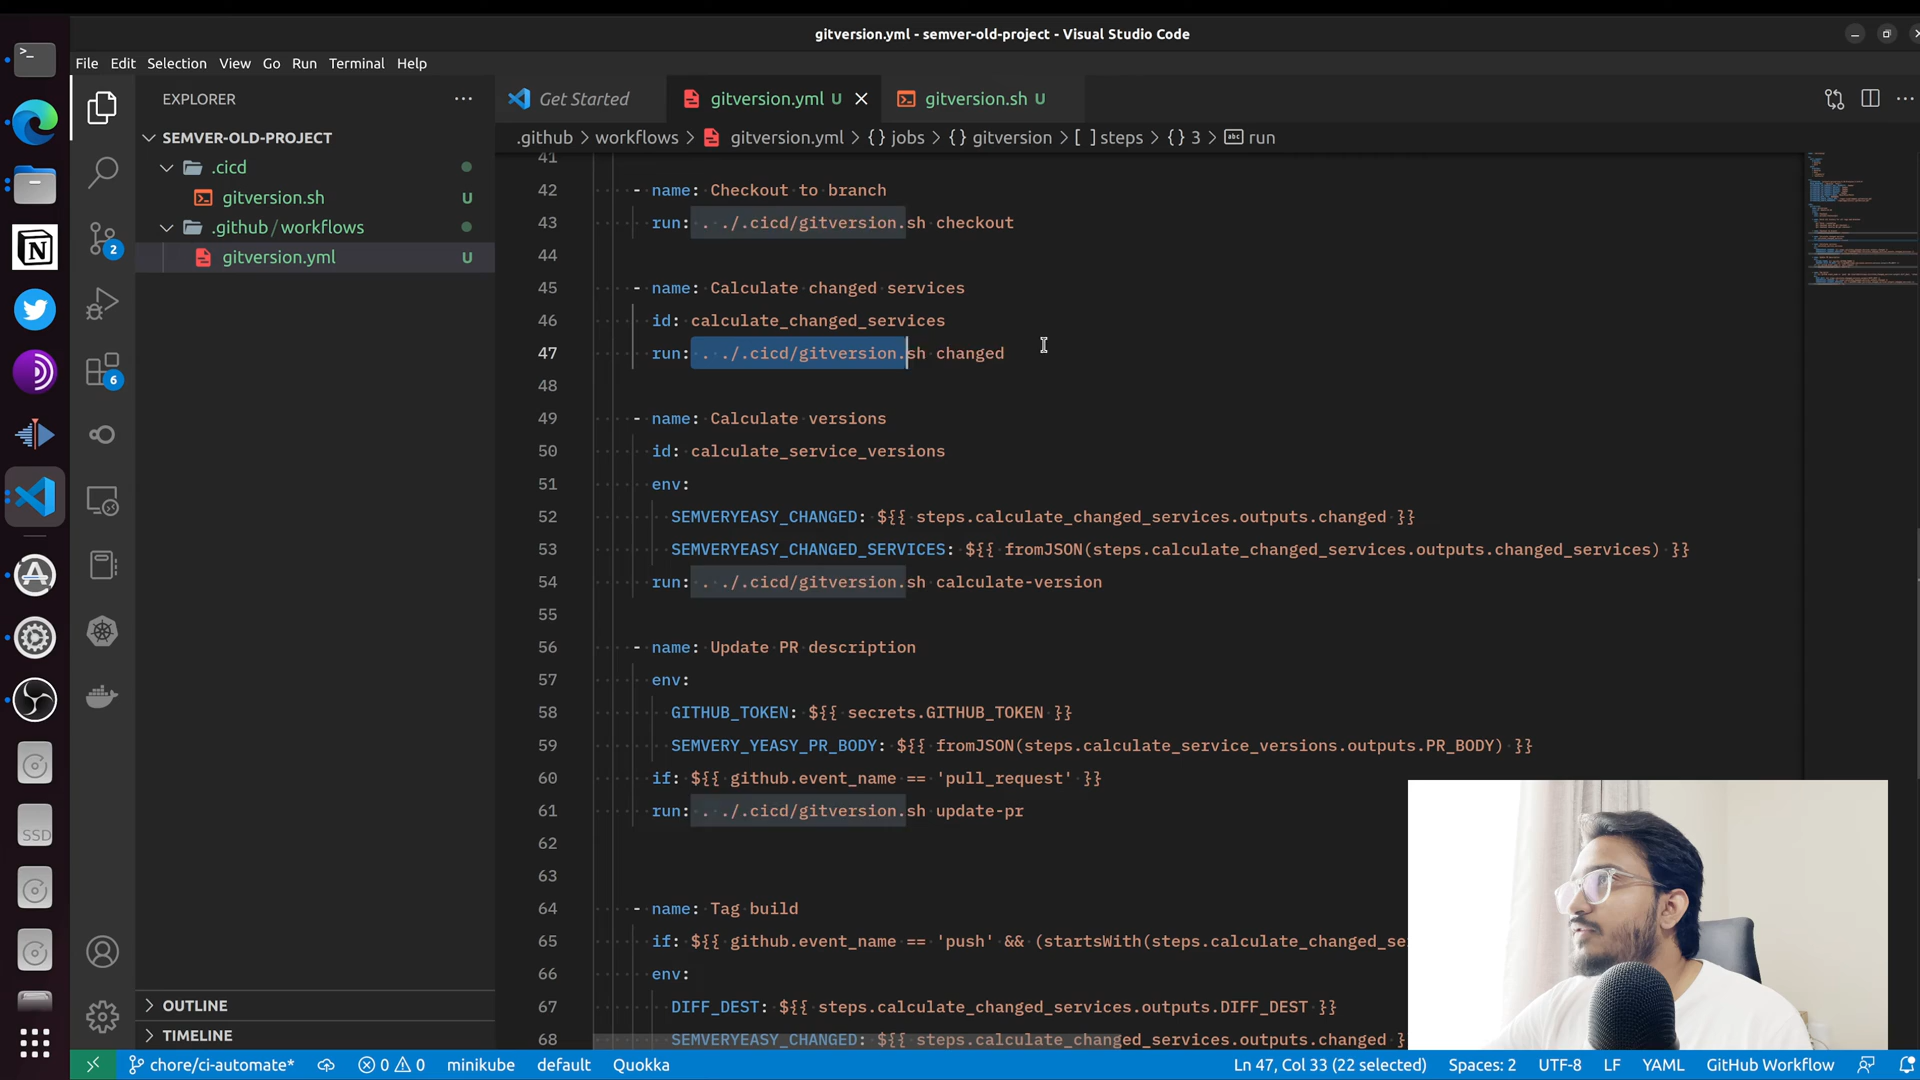 gitversion.yml - semver-old-project - Visual Studio Code
File Edit Selection View Go Run Terminal Help
EXPLORER
SEMVER-OLD-PROJECT
.cicd
gitversion.sh U
.github / workflows
gitversion.yml U
OUTLINE
TIMELINE
2
6
SSD
Get Started
gitversion.yml U
gitversion.sh U
.github > workflows > gitversion.yml > {} jobs > {} gitversion > [ ] steps > {} 3 > abc run
41
42 - name: Checkout to branch
43 run: . ./.cicd/gitversion.sh checkout
44
45 - name: Calculate changed services
46 id: calculate_changed_services
47 run: . ./.cicd/gitversion.sh changed
48
49 - name: Calculate versions
50 id: calculate_service_versions
51 env:
52 SEMVERYEASY_CHANGED: ${{ steps.calculate_changed_services.outputs.changed }}
53 SEMVERYEASY_CHANGED_SERVICES: ${{ fromJSON(steps.calculate_changed_services.outputs.changed_services) }}
54 run: . ./.cicd/gitversion.sh calculate-version
55
56 - name: Update PR description
57 env:
58 GITHUB_TOKEN: ${{ secrets.GITHUB_TOKEN }}
59 SEMVERY_YEASY_PR_BODY: ${{ fromJSON(steps.calculate_service_versions.outputs.PR_BODY) }}
60 if: ${{ github.event_name == 'pull_request' }}
61 run: . ./.cicd/gitversion.sh update-pr
62
63
64 - name: Tag build
65 if: ${{ github.event_name == 'push' && (startsWith(steps.calculate_changed_se
66 env:
67 DIFF_DEST: ${{ steps.calculate_changed_services.outputs.DIFF_DEST }}
68 SEMVERYEASY_CHANGED: ${{ steps.calculate_changed_services.outputs.changed }
chore/ci-automate* 0 0 minikube default Quokka Ln 47, Col 33 (22 selected) Spaces: 2 UTF-8 LF YAML GitHub Workflow